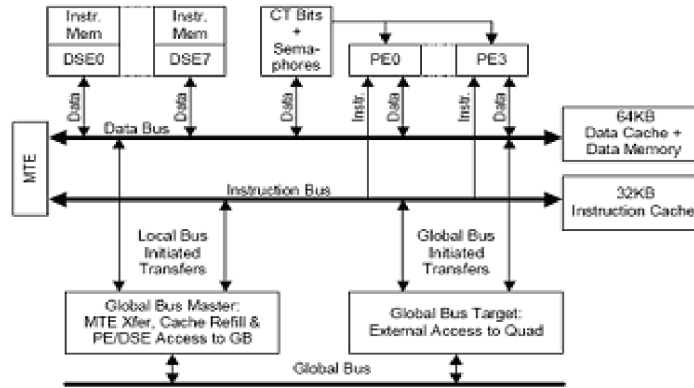 Instr.
Mem
DSE0
Instr.
Mem
DSE7
CT Bits
+
Sema-
phores
PE0
PE3
Data
Data
Data
Instr.
Data
Instr.
Data
Data Bus
64KB
Data Cache +
Data Memory
MTE
Instruction Bus
32KB
Instruction Cache
Local Bus
Initiated
Transfers
Global Bus
Initiated
Transfers
Global Bus Master:
MTE Xfer, Cache Refill &
PE/DSE Access to GB
Global Bus Target:
External Access to Quad
Global Bus